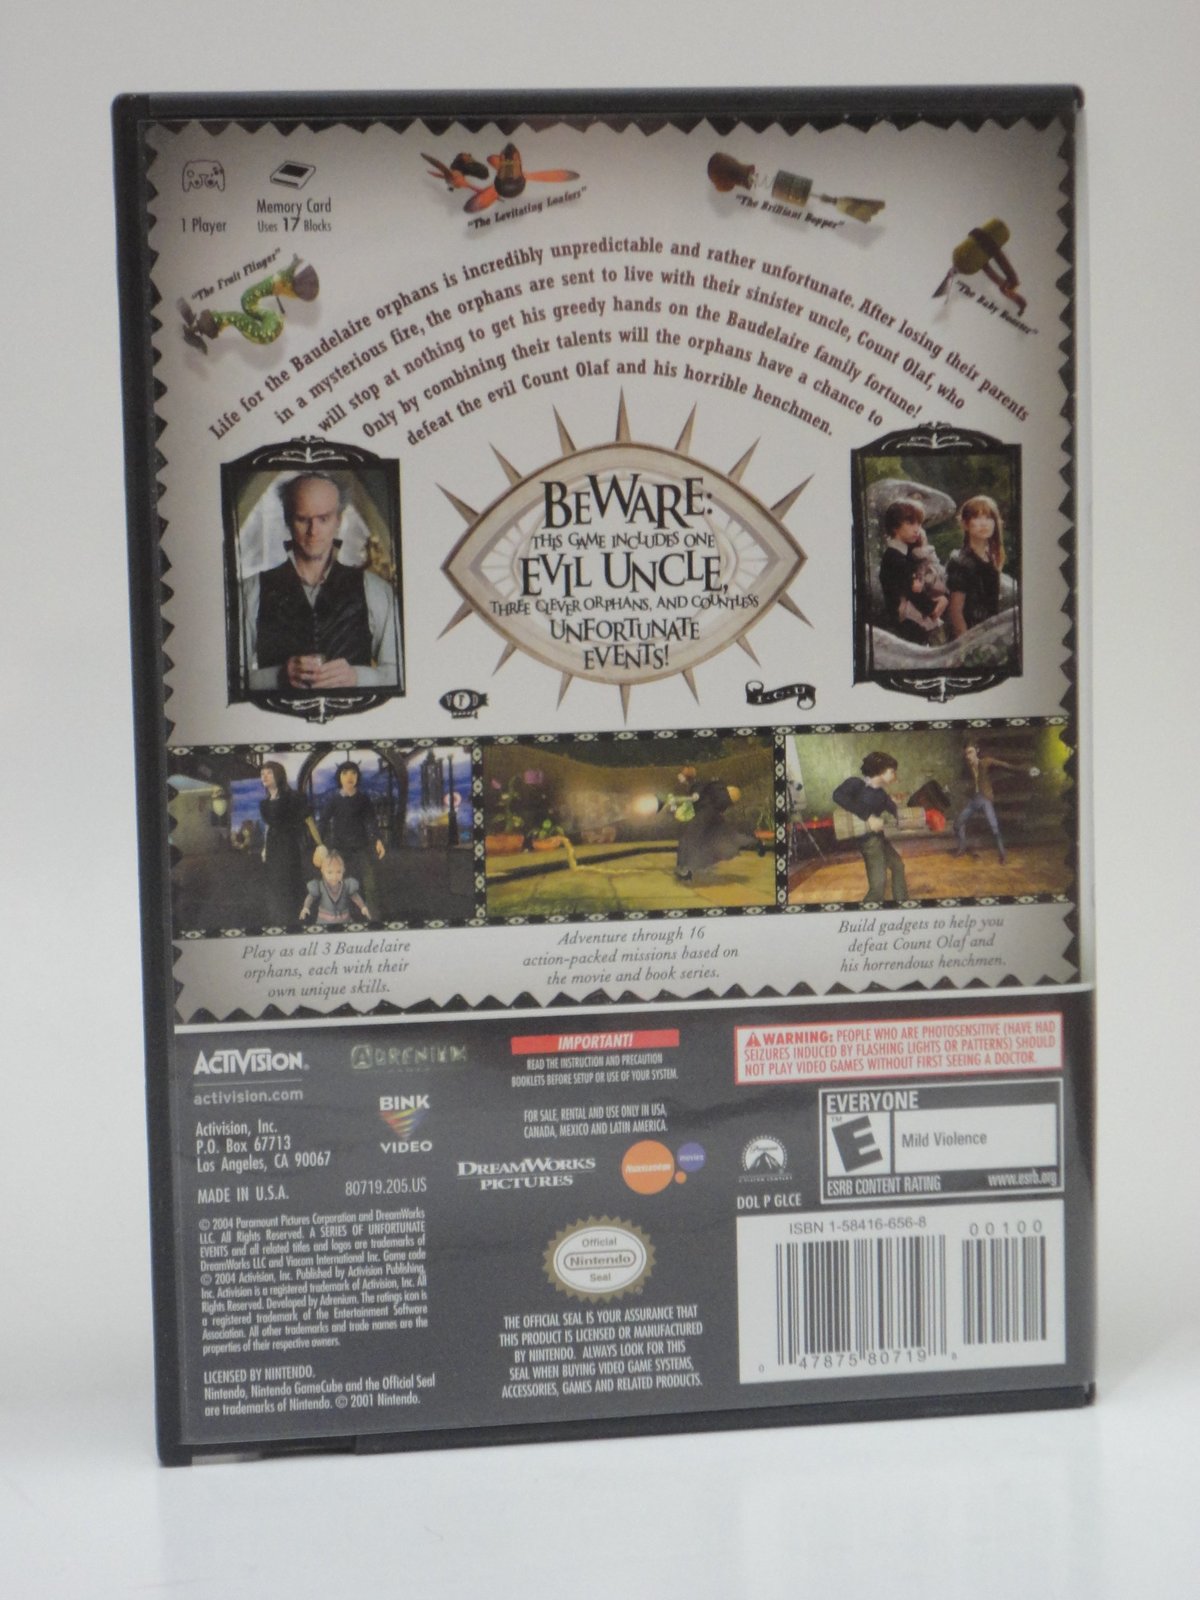 1 Player
Memory Card
Uses 17 Blocks
"The Levitating Loafers"
"The Brilliant Bopper"
"The Fruit Flinger"
"The Baby Booster"
Life for the Baudelaire orphans is incredibly unpredictable and rather unfortunate. After losing their parents
in a mysterious fire, the orphans are sent to live with their sinister uncle, Count Olaf, who
will stop at nothing to get his greedy hands on the Baudelaire family fortune!
Only by combining their talents will the orphans have a chance to
defeat the evil Count Olaf and his horrible henchmen.
BEWARE:
THIS GAME INCLUDES ONE
EVIL UNCLE,
THREE CLEVER ORPHANS, AND COUNTLESS
UNFORTUNATE
EVENTS!
VFD
Play as all 3 Baudelaire
orphans, each with their
own unique skills.
Adventure through 16
action-packed missions based on
the movie and book series.
Build gadgets to help you
defeat Count Olaf and
his horrendous henchmen.
ACTIVISION.
activision.com
ADRENIUM
GAMES
BINK
VIDEO
Activision, Inc.
P.O. Box 67713
Los Angeles, CA 90067
MADE IN U.S.A.
80719.205.US
© 2004 Paramount Pictures Corporation and DreamWorks
LLC. All Rights Reserved. A SERIES OF UNFORTUNATE
EVENTS and all related titles and logos are trademarks of
DreamWorks LLC and Viacom International Inc. Game code
© 2004 Activision, Inc. Published by Activision Publishing,
Inc. Activision is a registered trademark of Activision, Inc. All
Rights Reserved. Developed by Adrenium. The ratings icon is
a registered trademark of the Entertainment Software
Association. All other trademarks and trade names are the
properties of their respective owners.
LICENSED BY NINTENDO.
Nintendo, Nintendo GameCube and the Official Seal
are trademarks of Nintendo. © 2001 Nintendo.
IMPORTANT!
READ THE INSTRUCTION AND PRECAUTION
BOOKLETS BEFORE SETUP OR USE OF YOUR SYSTEM.
FOR SALE, RENTAL AND USE ONLY IN USA,
CANADA, MEXICO AND LATIN AMERICA.
DREAMWORKS
PICTURES
NICKELODEON
movies
Paramount
Official
Nintendo
Seal
THE OFFICIAL SEAL IS YOUR ASSURANCE THAT
THIS PRODUCT IS LICENSED OR MANUFACTURED
BY NINTENDO. ALWAYS LOOK FOR THIS
SEAL WHEN BUYING VIDEO GAME SYSTEMS,
ACCESSORIES, GAMES AND RELATED PRODUCTS.
WARNING: PEOPLE WHO ARE PHOTOSENSITIVE (HAVE HAD
SEIZURES INDUCED BY FLASHING LIGHTS OR PATTERNS) SHOULD
NOT PLAY VIDEO GAMES WITHOUT FIRST SEEING A DOCTOR.
EVERYONE
E
TM
Mild Violence
ESRB CONTENT RATING www.esrb.org
DOL P GLCE
ISBN 1-58416-656-8
00100
0 47875 80719 8